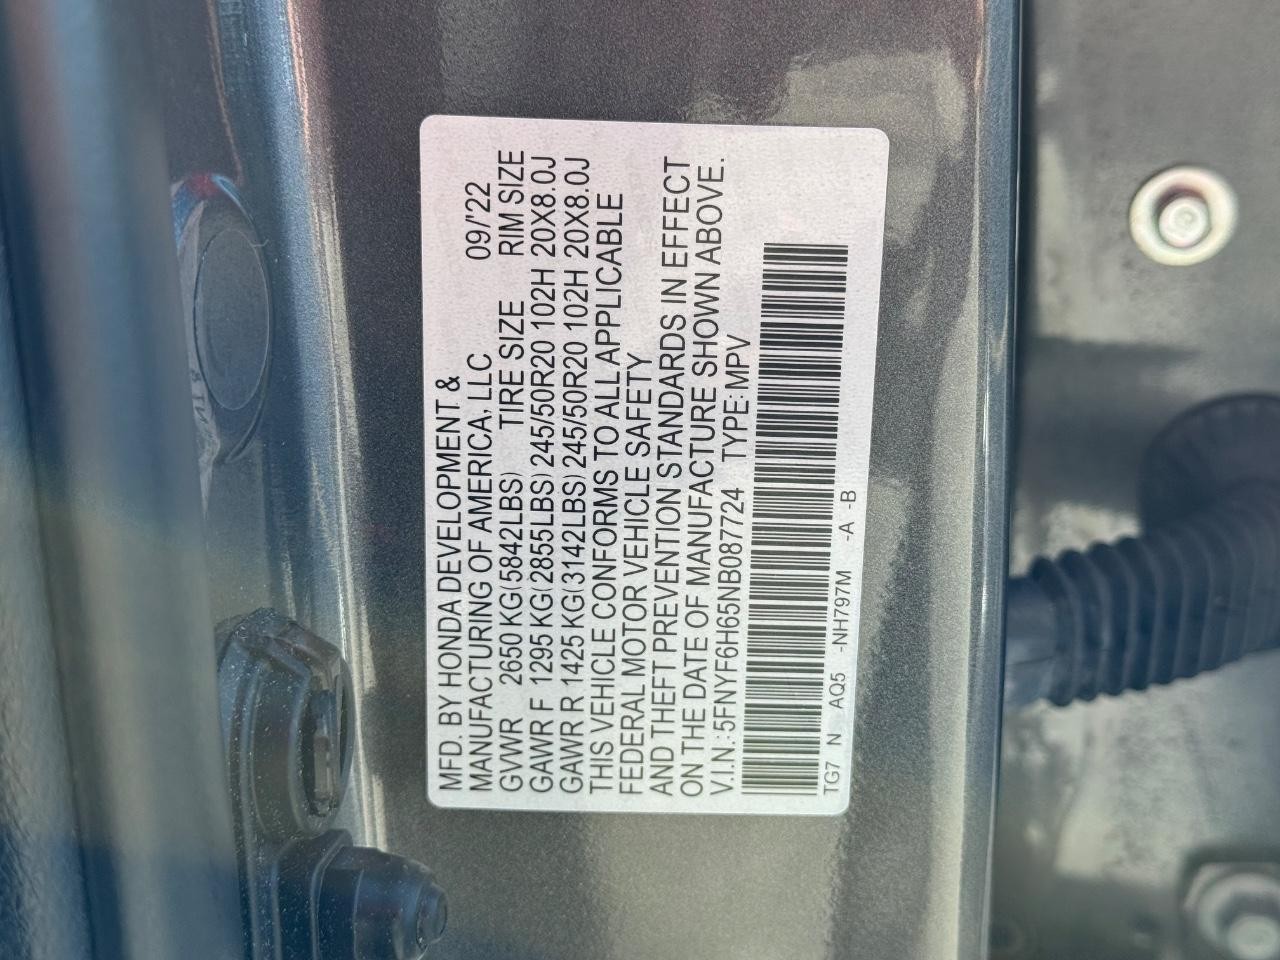 MFD. BY HONDA DEVELOPMENT &
MANUFACTURING OF AMERICA, LLC 09/'22
GVWR 2650 KG(5842LBS) TIRE SIZE RIM SIZE
GAWR F 1295 KG(2855LBS) 245/50R20 102H 20X8.0J
GAWR R 1425 KG(3142LBS) 245/50R20 102H 20X8.0J
THIS VEHICLE CONFORMS TO ALL APPLICABLE
FEDERAL MOTOR VEHICLE SAFETY
AND THEFT PREVENTION STANDARDS IN EFFECT
ON THE DATE OF MANUFACTURE SHOWN ABOVE.
V.I.N.:5FNYF6H65NB087724 TYPE:MPV
TG7 N AQ5 -NH797M -A -B